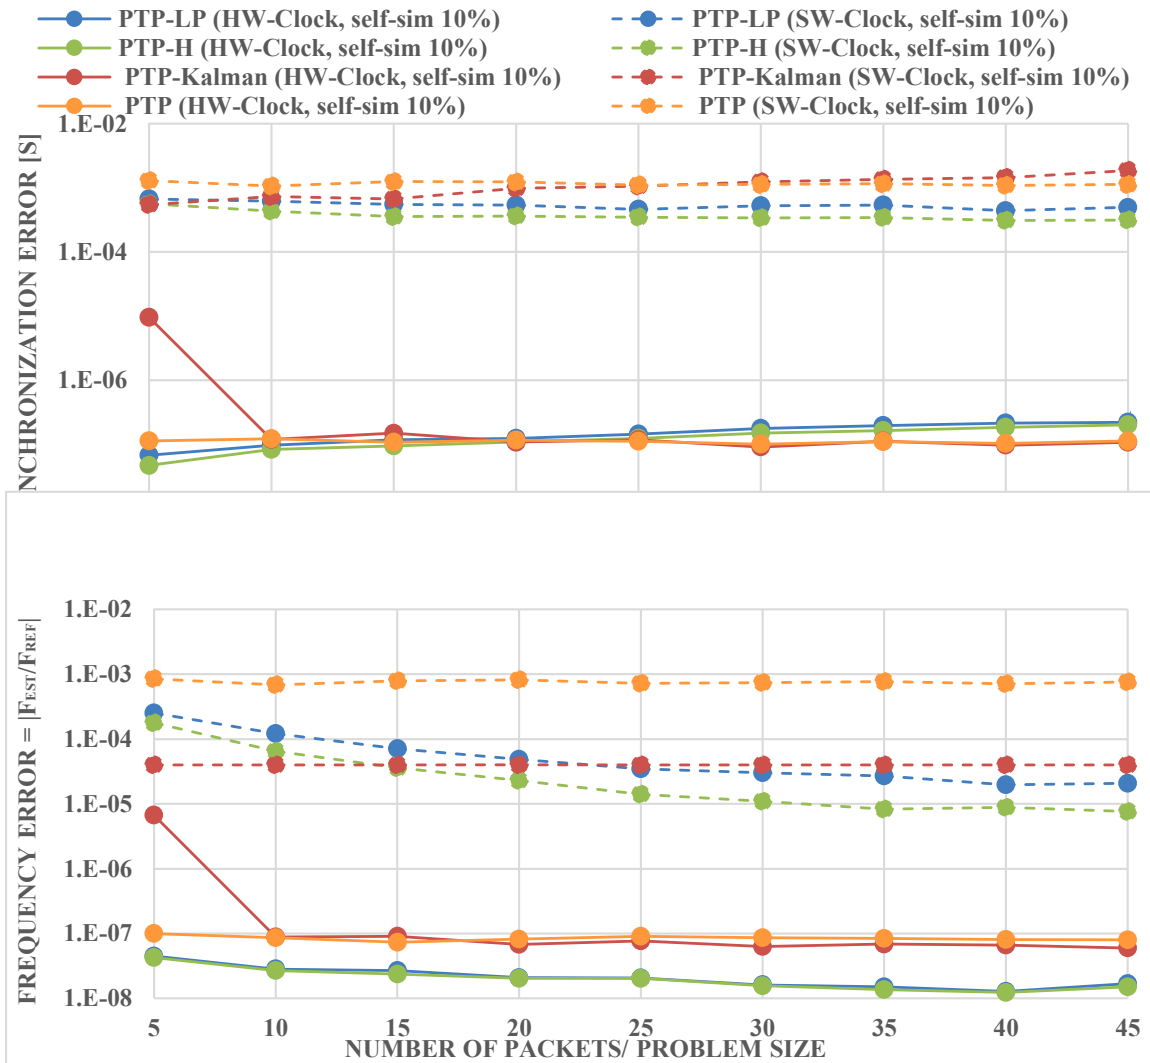 PTP-LP (HW-Clock, self-sim 10%)
PTP-LP (SW-Clock, self-sim 10%)
PTP-H (HW-Clock, self-sim 10%)
PTP-H (SW-Clock, self-sim 10%)
PTP-Kalman (HW-Clock, self-sim 10%)
PTP-Kalman (SW-Clock, self-sim 10%)
PTP (HW-Clock, self-sim 10%)
PTP (SW-Clock, self-sim 10%)
NCHRONIZATION ERROR [S]
1.E-02
1.E-04
1.E-06
FREQUENCY ERROR = |FEST/FREF|
1.E-02
1.E-03
1.E-04
1.E-05
1.E-06
1.E-07
1.E-08
5 10 15 20 25 30 35 40 45
NUMBER OF PACKETS/ PROBLEM SIZE